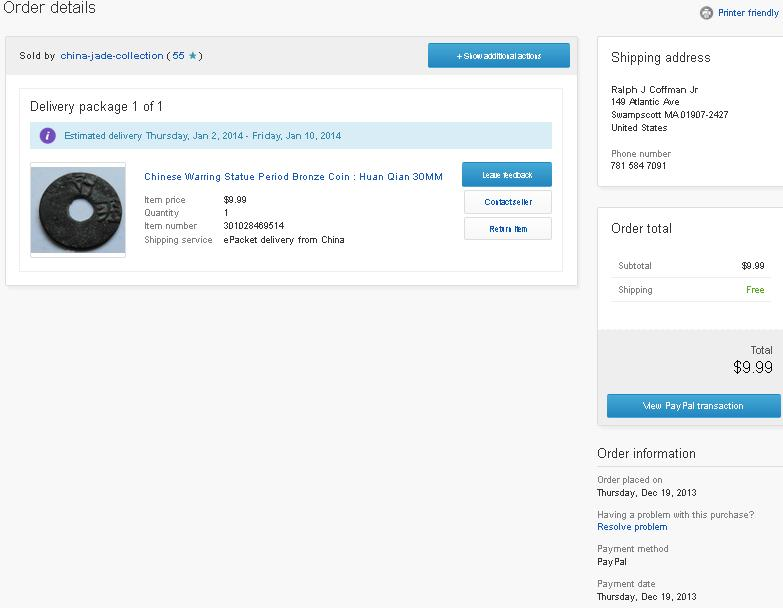 Order details
Printer friendly
Sold by china-jade-collection ( 55 ★ )
+ Show additional actions
Delivery package 1 of 1
Estimated delivery Thursday, Jan 2, 2014 - Friday, Jan 10, 2014
Chinese Warring Statue Period Bronze Coin : Huan Qian 30MM
Item price $9.99
Quantity 1
Item number 301028469514
Shipping service ePacket delivery from China
Leave feedback
Contact seller
Return item
Shipping address
Ralph J Coffman Jr
149 Atlantic Ave
Swampscott MA 01907-2427
United States
Phone number
781 584 7091
Order total
Subtotal $9.99
Shipping Free
Total
$9.99
View PayPal transaction
Order information
Order placed on
Thursday, Dec 19, 2013
Having a problem with this purchase?
Resolve problem
Payment method
PayPal
Payment date
Thursday, Dec 19, 2013